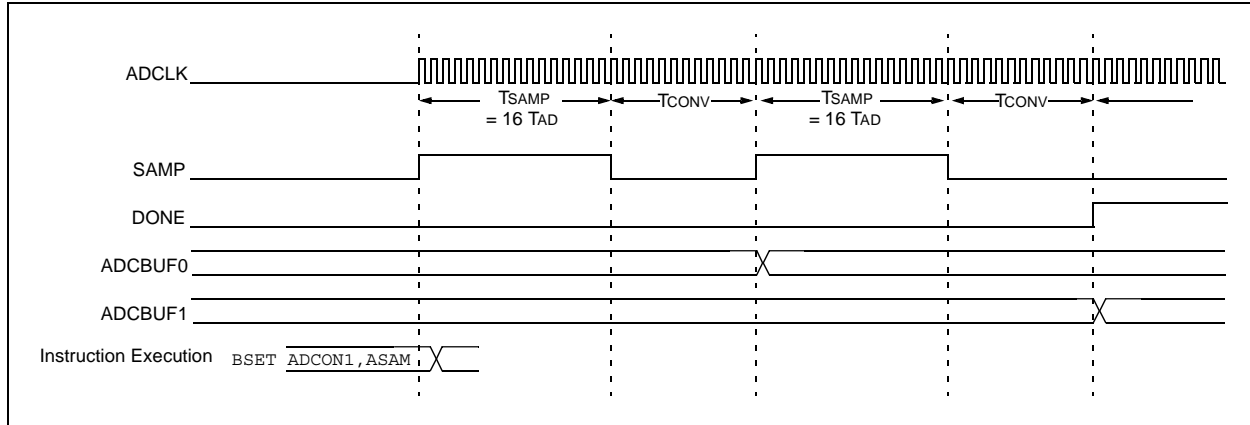 ADCLK
TSAMP
= 16 TAD
TCONV
TSAMP
= 16 TAD
TCONV
SAMP
DONE
ADCBUF0
ADCBUF1
Instruction Execution BSET ADCON1,ASAM